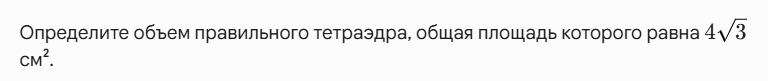 Определите объем правильного тетраэдра, общая площадь которого равна 4√3
см².